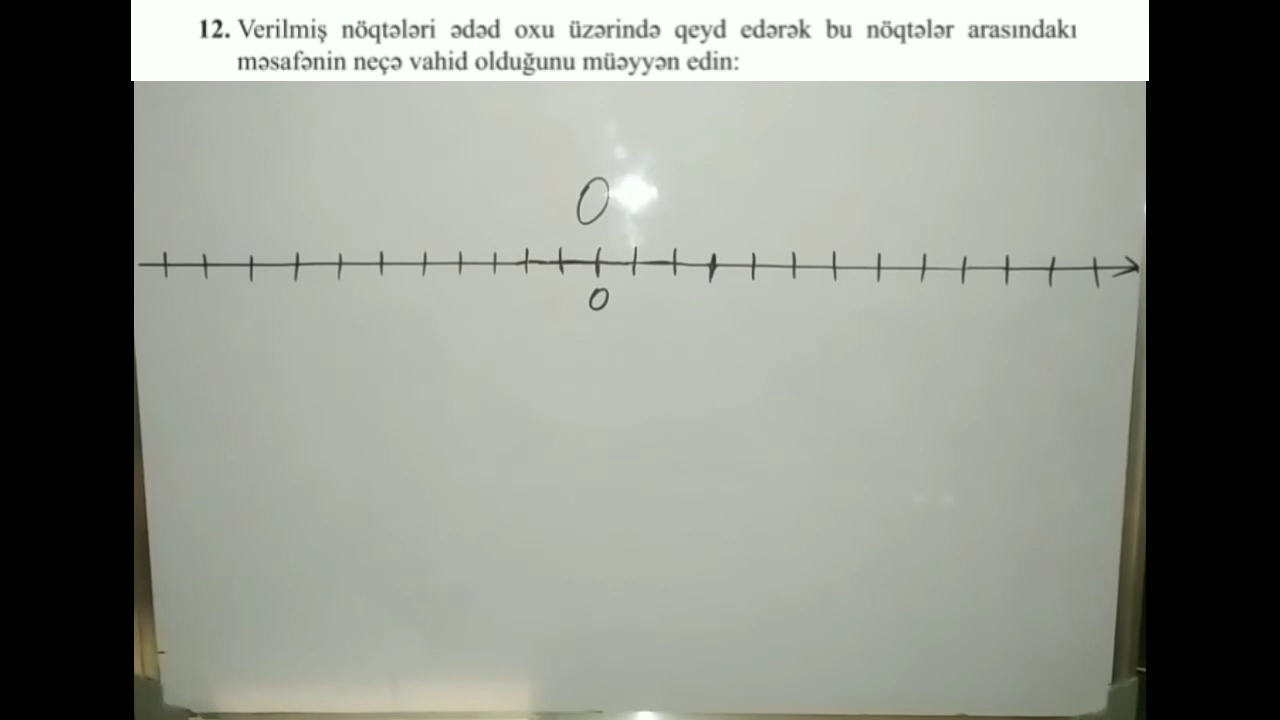 12. Verilmiş nöqtələri ədəd oxu üzərində qeyd edərək bu nöqtələr arasındakı
məsafənin neçə vahid olduğunu müəyyən edin:
O
0